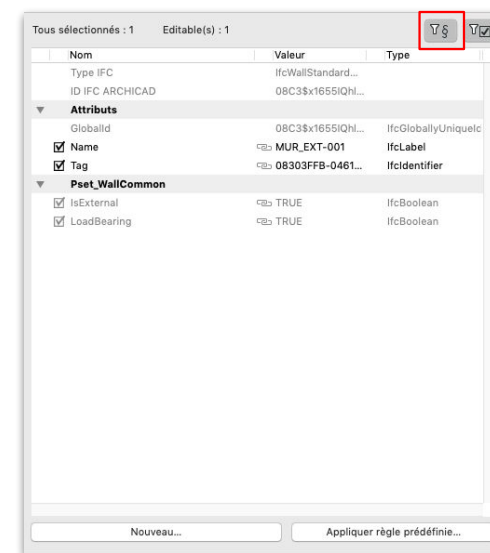 Tous sélectionnés : 1 Editable(s) : 1
Nom Valeur Type
Type IFC IfcWallStandard...
ID IFC ARCHICAD 08C3$x1655IQhl...
Attributs
GlobalId 08C3$x1655IQhl... IfcGloballyUniqueIc
Name MUR_EXT-001 IfcLabel
Tag 08303FFB-0461... IfcIdentifier
Pset_WallCommon
IsExternal TRUE IfcBoolean
LoadBearing TRUE IfcBoolean
Nouveau... Appliquer règle prédéfinie...